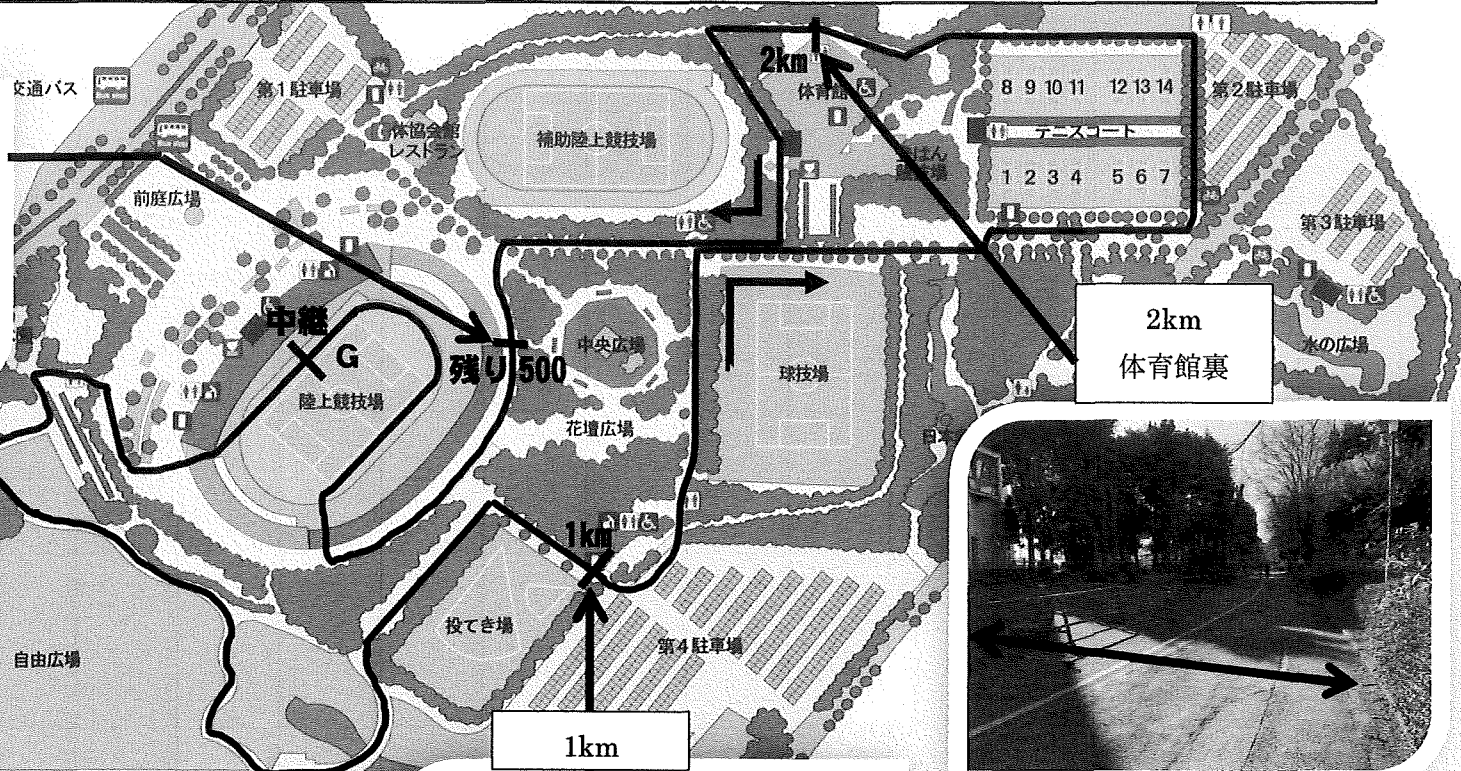 交通バス
第1駐車場
体協会館
レストラン
前庭広場
補助陸上競技場
2km
体育館
8 9 10 11 12 13 14
テニスコート
1 2 3 4 5 6 7
第2駐車場
第3駐車場
水の広場
中継
G
陸上競技場
残り500
中央広場
花壇広場
球技場
2km
体育館裏
1km
投てき場
第4駐車場
自由広場
1km